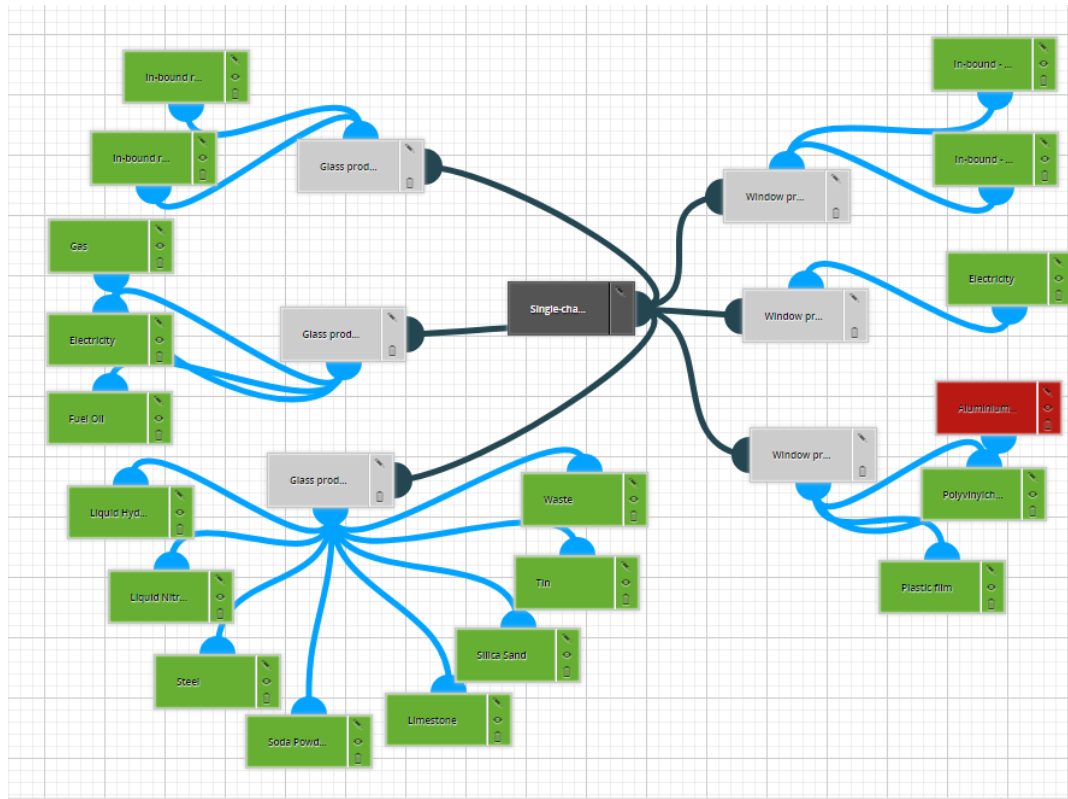 In-bound r...
In-bound - ...
In-bound r...
Glass prod...
In-bound - ...
Window pr...
Gas
Electricity
Single-cha...
Window pr...
Electricity
Glass prod...
Fuel Oil
Aluminium...
Window pr...
Glass prod...
Polyvinylch...
Liquid Hyd...
Waste
Liquid Nitr...
Tin
Plastic film
Silica Sand
Steel
Limestone
Soda Powd...